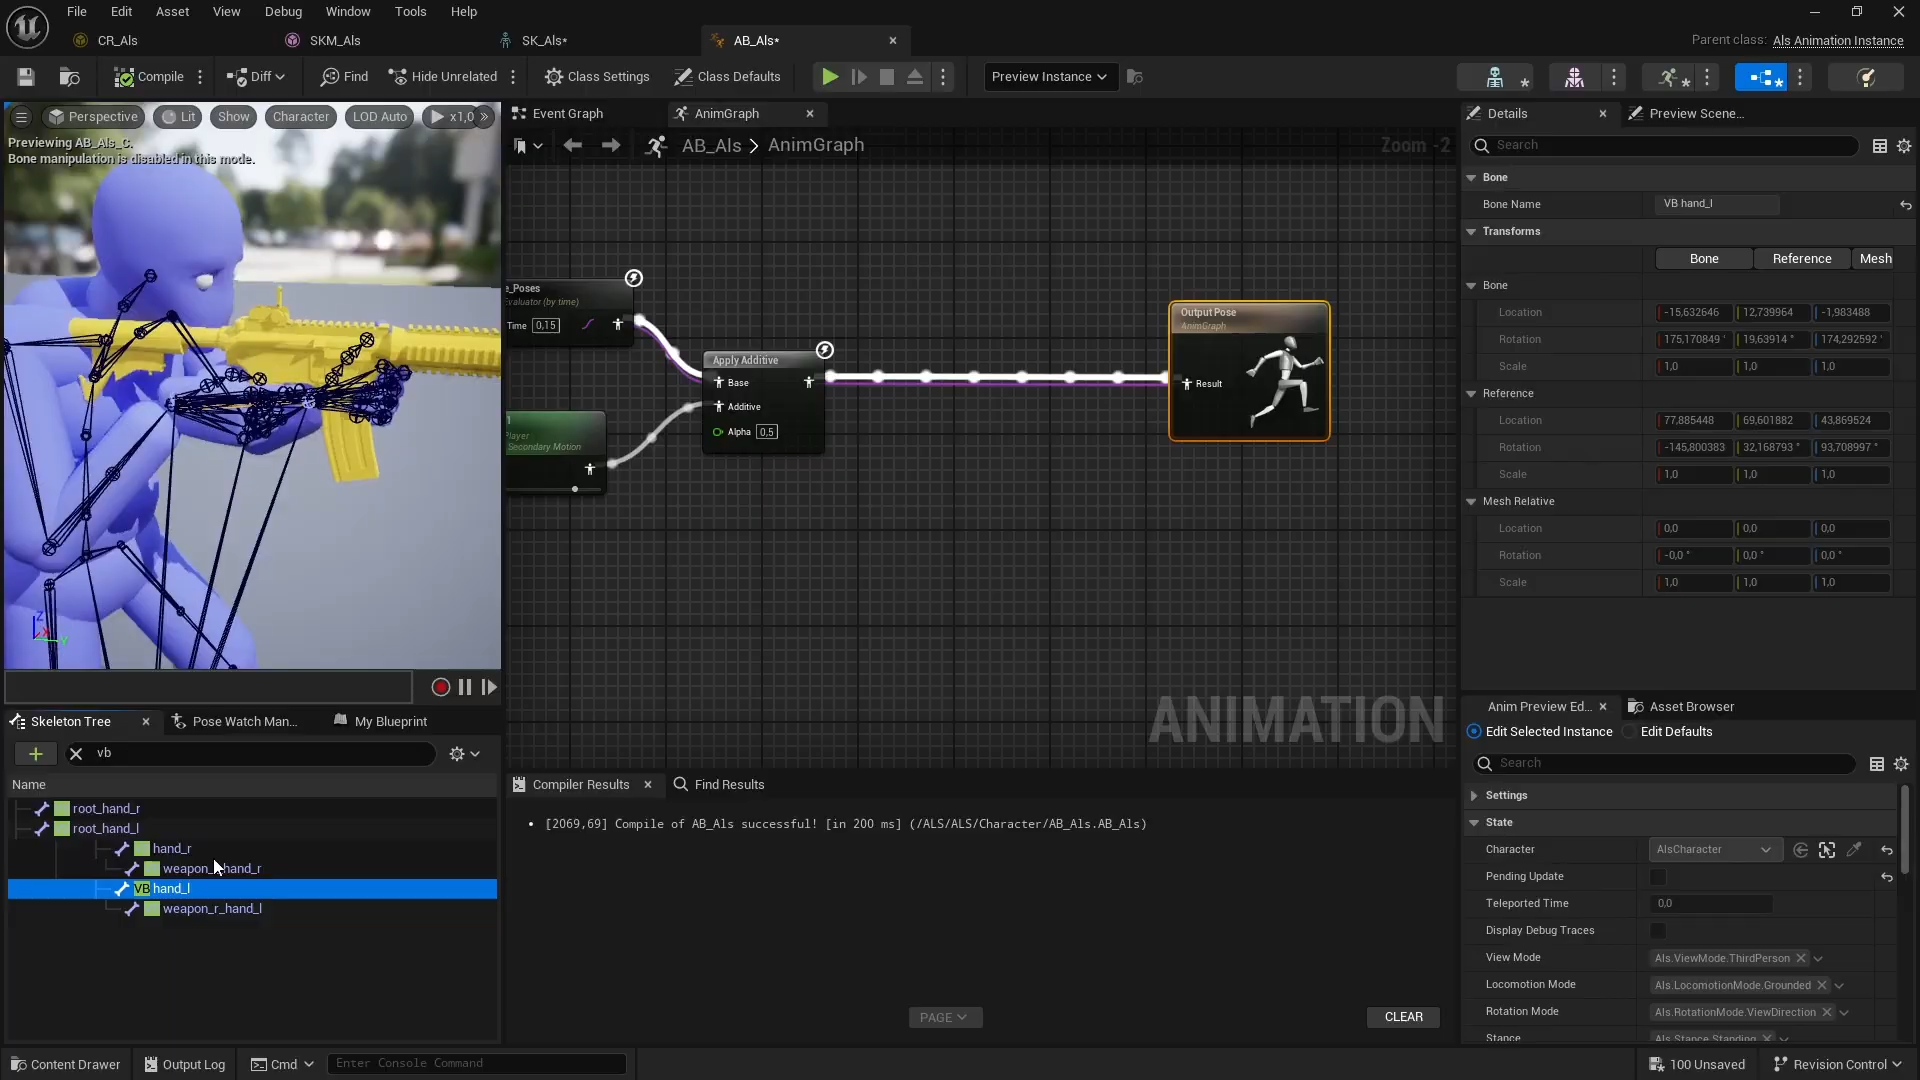 File Edit Asset View Debug Window Tools Help
CR_Als SKM_Als SK_Als* AB_Als*
Parent class: Als Animation Instance
Compile Diff Find Hide Unrelated Class Settings Class Defaults Preview Instance
Perspective Lit Show Character LOD Auto x1,0
Previewing AB_Als_C.
Bone manipulation is disabled in this mode.
Event Graph AnimGraph
AB_Als > AnimGraph
Zoom -2
e_Poses
Evaluator (by time)
Time 0,15
Apply Additive
Base
Additive
Alpha 0,5
Player
Secondary Motion
Output Pose
AnimGraph
Result
ANIMATION
Details Preview Scene...
Search
Bone
Bone Name VB hand_l
Transforms
Bone Reference Mesh
Bone
Location -15,632646 12,739964 -1,983488
Rotation 175,170849 ° 19,63914 ° 174,292592 °
Scale 1,0 1,0 1,0
Reference
Location 77,885448 69,601882 43,869524
Rotation -145,800383 32,168793 ° 93,708997 °
Scale 1,0 1,0 1,0
Mesh Relative
Location 0,0 0,0 0,0
Rotation -0,0 ° 0,0 ° 0,0 °
Scale 1,0 1,0 1,0
Skeleton Tree Pose Watch Man... My Blueprint
vb
Name
root_hand_r
root_hand_l
hand_r
weapon_l_hand_r
VB hand_l
weapon_r_hand_l
Compiler Results Find Results
• [2069,69] Compile of AB_Als successful! [in 200 ms] (/ALS/ALS/Character/AB_Als.AB_Als)
PAGE CLEAR
Anim Preview Ed... Asset Browser
Edit Selected Instance Edit Defaults
Search
Settings
State
Character AlsCharacter
Pending Update
Teleported Time 0,0
Display Debug Traces
View Mode Als.ViewMode.ThirdPerson
Locomotion Mode Als.LocomotionMode.Grounded
Rotation Mode Als.RotationMode.ViewDirection
Stance Als.Stance.Standing
Content Drawer Output Log Cmd Enter Console Command
100 Unsaved Revision Control